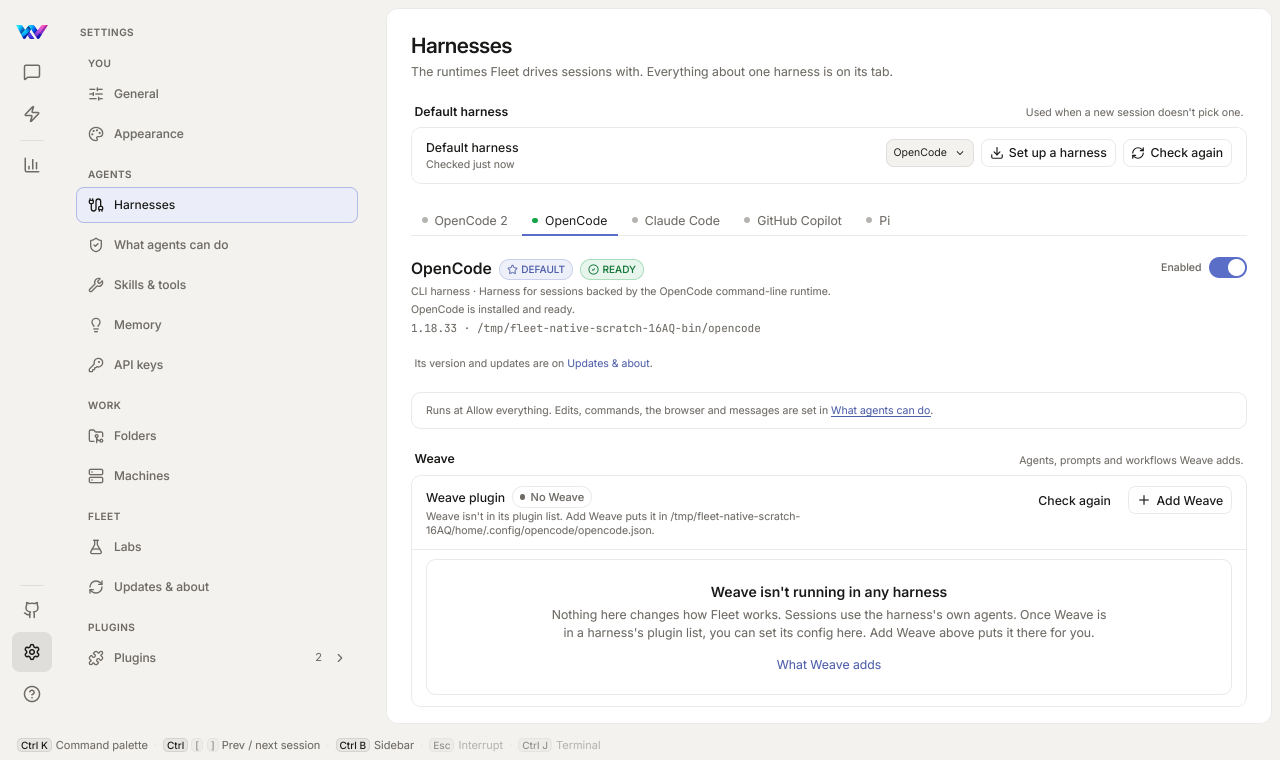 SETTINGS
YOU
General
Appearance
AGENTS
Harnesses
What agents can do
Skills & tools
Memory
API keys
WORK
Folders
Machines
FLEET
Labs
Updates & about
PLUGINS
Plugins 2
Harnesses
The runtimes Fleet drives sessions with. Everything about one harness is on its tab.
Default harness
Used when a new session doesn't pick one.
Default harness
Checked just now
OpenCode
Set up a harness
Check again
OpenCode 2
OpenCode
Claude Code
GitHub Copilot
Pi
OpenCode DEFAULT READY
Enabled
CLI harness · Harness for sessions backed by the OpenCode command-line runtime.
OpenCode is installed and ready.
1.18.33 · /tmp/fleet-native-scratch-16AQ-bin/opencode
Its version and updates are on Updates & about.
Runs at Allow everything. Edits, commands, the browser and messages are set in What agents can do.
Weave
Agents, prompts and workflows Weave adds.
Weave plugin No Weave
Weave isn't in its plugin list. Add Weave puts it in /tmp/fleet-native-scratch-
16AQ/home/.config/opencode/opencode.json.
Check again
Add Weave
Weave isn't running in any harness
Nothing here changes how Fleet works. Sessions use the harness's own agents. Once Weave is
in a harness's plugin list, you can set its config here. Add Weave above puts it there for you.
What Weave adds
Ctrl K Command palette · Ctrl [ ] Prev / next session · Ctrl B Sidebar · Esc Interrupt · Ctrl J Terminal